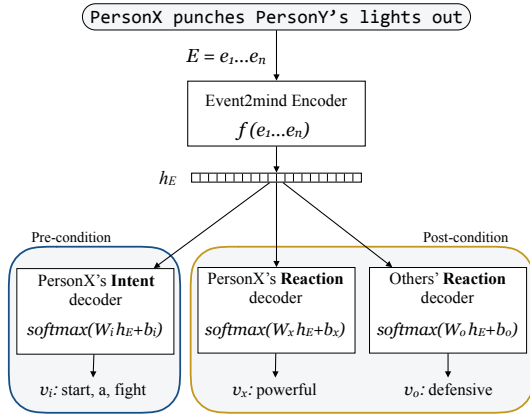 PersonX punches PersonY's lights out
E = e₁...eₙ
Event2mind Encoder
f(e₁...eₙ)
h_E
Pre-condition
Post-condition
PersonX's Intent
decoder
softmax(Wᵢ h_E+bᵢ)
vᵢ: start, a, fight
PersonX's Reaction
decoder
softmax(Wₓ h_E+bₓ)
vₓ: powerful
Others' Reaction
decoder
softmax(Wₒ h_E+bₒ)
vₒ: defensive